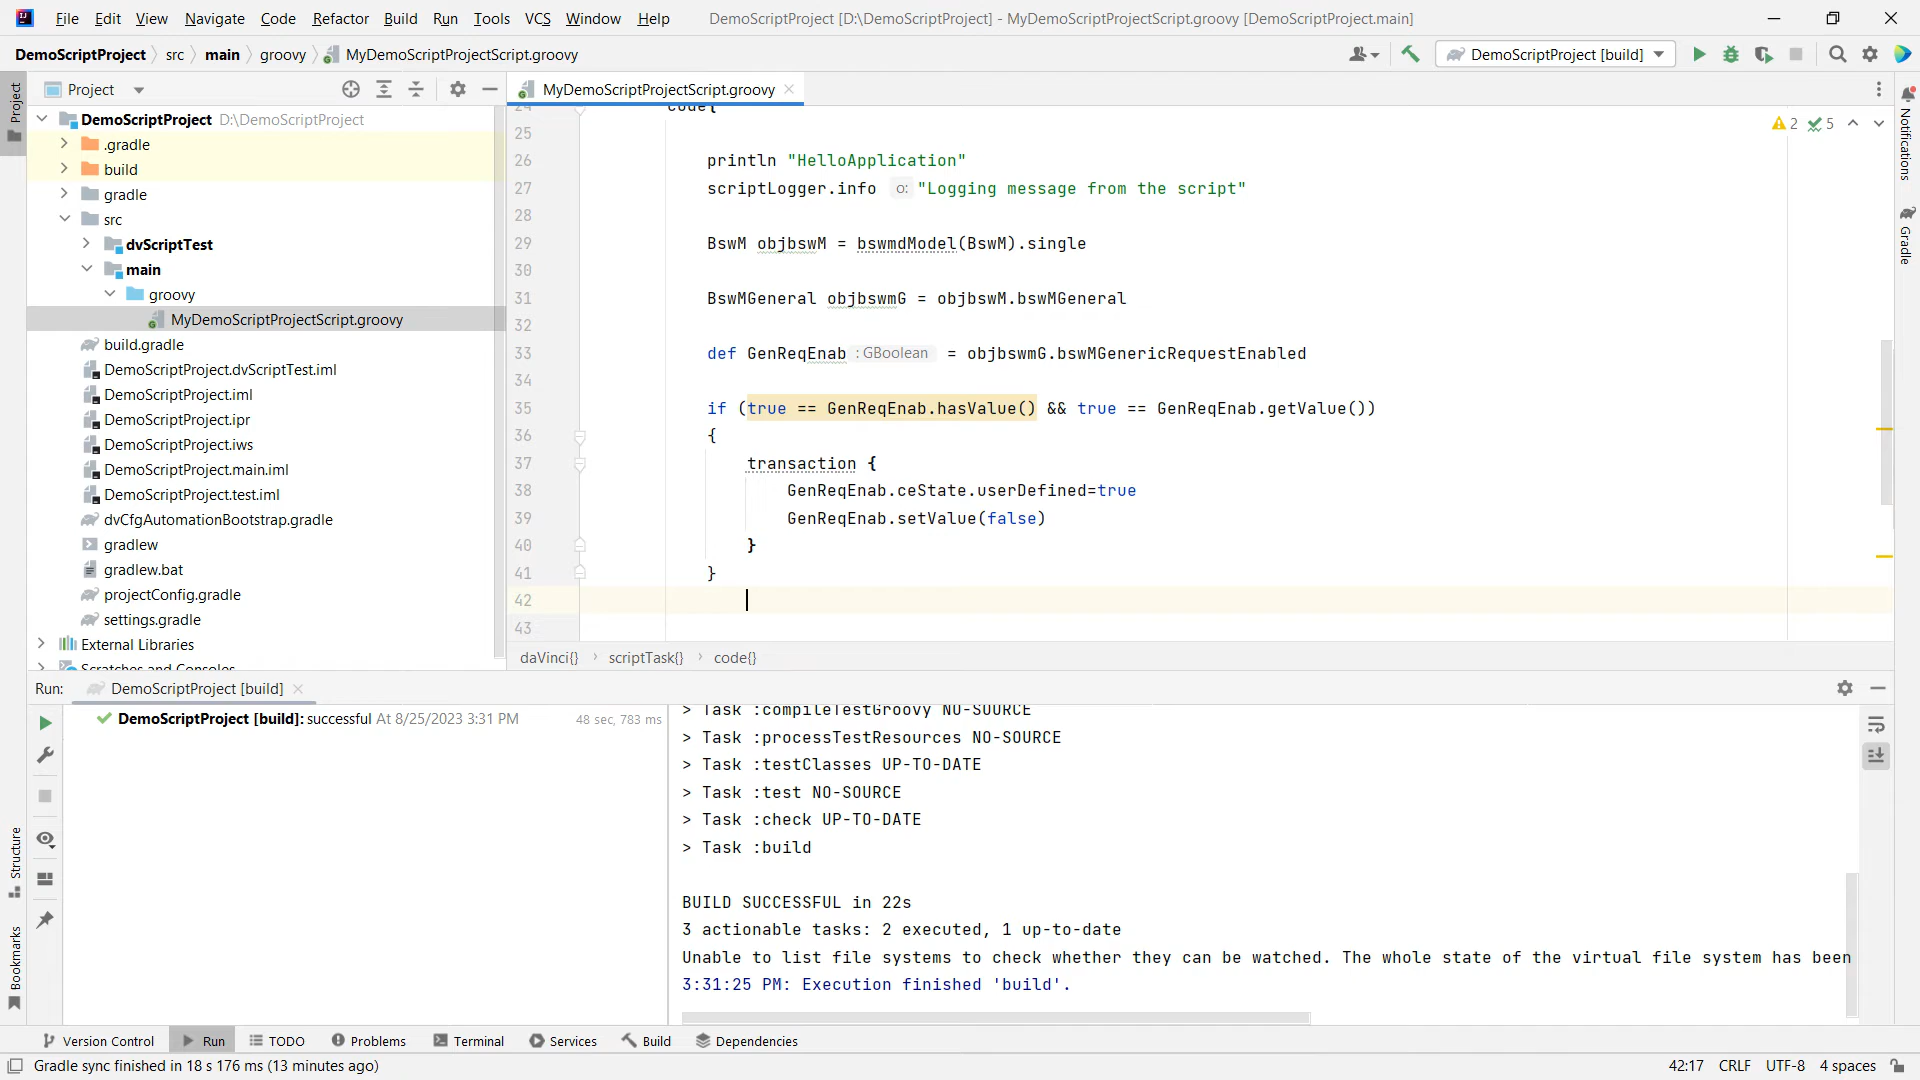 File Edit View Navigate Code Refactor Build Run Tools VCS Window Help DemoScriptProject [D:\DemoScriptProject] - MyDemoScriptProjectScript.groovy [DemoScriptProject.main]
DemoScriptProject src main groovy MyDemoScriptProjectScript.groovy DemoScriptProject [build]
Project
Project
DemoScriptProject D:\DemoScriptProject
.gradle
build
gradle
src
dvScriptTest
main
groovy
MyDemoScriptProjectScript.groovy
build.gradle
DemoScriptProject.dvScriptTest.iml
DemoScriptProject.iml
DemoScriptProject.ipr
DemoScriptProject.iws
DemoScriptProject.main.iml
DemoScriptProject.test.iml
dvCfgAutomationBootstrap.gradle
gradlew
gradlew.bat
projectConfig.gradle
settings.gradle
External Libraries
Scratches and Consoles
MyDemoScriptProjectScript.groovy
2 5
24 code{
25
26 println "HelloApplication"
27 scriptLogger.info o: "Logging message from the script"
28
29 BswM objbswM = bswmdModel(BswM).single
30
31 BswMGeneral objbswmG = objbswM.bswMGeneral
32
33 def GenReqEnab : GBoolean = objbswmG.bswMGenericRequestEnabled
34
35 if (true == GenReqEnab.hasValue() && true == GenReqEnab.getValue())
36 {
37 transaction {
38 GenReqEnab.ceState.userDefined=true
39 GenReqEnab.setValue(false)
40 }
41 }
42
43
daVinci{} scriptTask{} code{}
Notifications
Gradle
Run: DemoScriptProject [build]
DemoScriptProject [build]: successful At 8/25/2023 3:31 PM 48 sec, 783 ms
> Task :compileTestGroovy NO-SOURCE
> Task :processTestResources NO-SOURCE
> Task :testClasses UP-TO-DATE
> Task :test NO-SOURCE
> Task :check UP-TO-DATE
> Task :build
BUILD SUCCESSFUL in 22s
3 actionable tasks: 2 executed, 1 up-to-date
Unable to list file systems to check whether they can be watched. The whole state of the virtual file system has been
3:31:25 PM: Execution finished 'build'.
Structure
Bookmarks
Version Control Run TODO Problems Terminal Services Build Dependencies
Gradle sync finished in 18 s 176 ms (13 minutes ago) 42:17 CRLF UTF-8 4 spaces